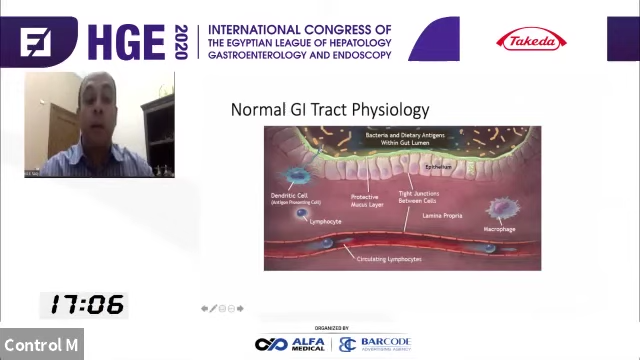 HGE 2020
INTERNATIONAL CONGRESS OF
THE EGYPTIAN LEAGUE OF HEPATOLOGY
GASTROENTEROLOGY AND ENDOSCOPY
Takeda
Normal GI Tract Physiology
Bacteria and Dietary Antigens
Within Gut Lumen
Epithelium
Dendritic Cell
(Antigen Presenting Cell)
Protective
Mucus Layer
Tight Junctions
Between Cells
Lymphocyte
Lamina Propria
Macrophage
Circulating Lymphocytes
17:06
Control M
ORGANIZED BY
ALFA
MEDICAL
BARCODE
ADVERTISING AGENCY